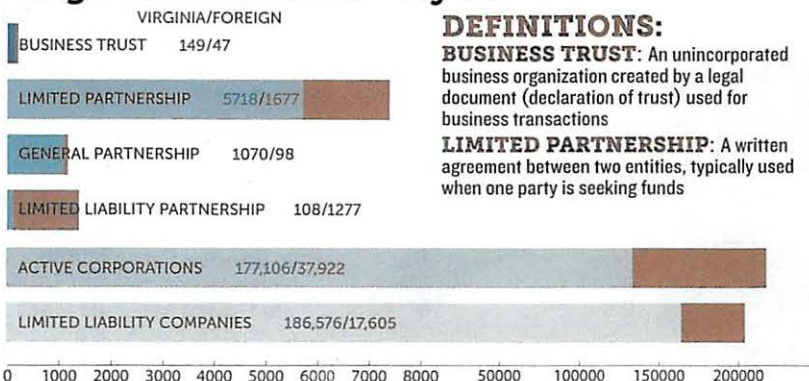 VIRGINIA/FOREIGN
BUSINESS TRUST 149/47
LIMITED PARTNERSHIP 5718/1677
GENERAL PARTNERSHIP 1070/98
LIMITED LIABILITY PARTNERSHIP 108/1277
ACTIVE CORPORATIONS 177,106/37,922
LIMITED LIABILITY COMPANIES 186,576/17,605
0 1000 2000 3000 4000 5000 6000 7000 8000 50000 100000 150000 200000
DEFINITIONS:
BUSINESS TRUST: An unincorporated
business organization created by a legal
document (declaration of trust) used for
business transactions
LIMITED PARTNERSHIP: A written
agreement between two entities, typically used
when one party is seeking funds